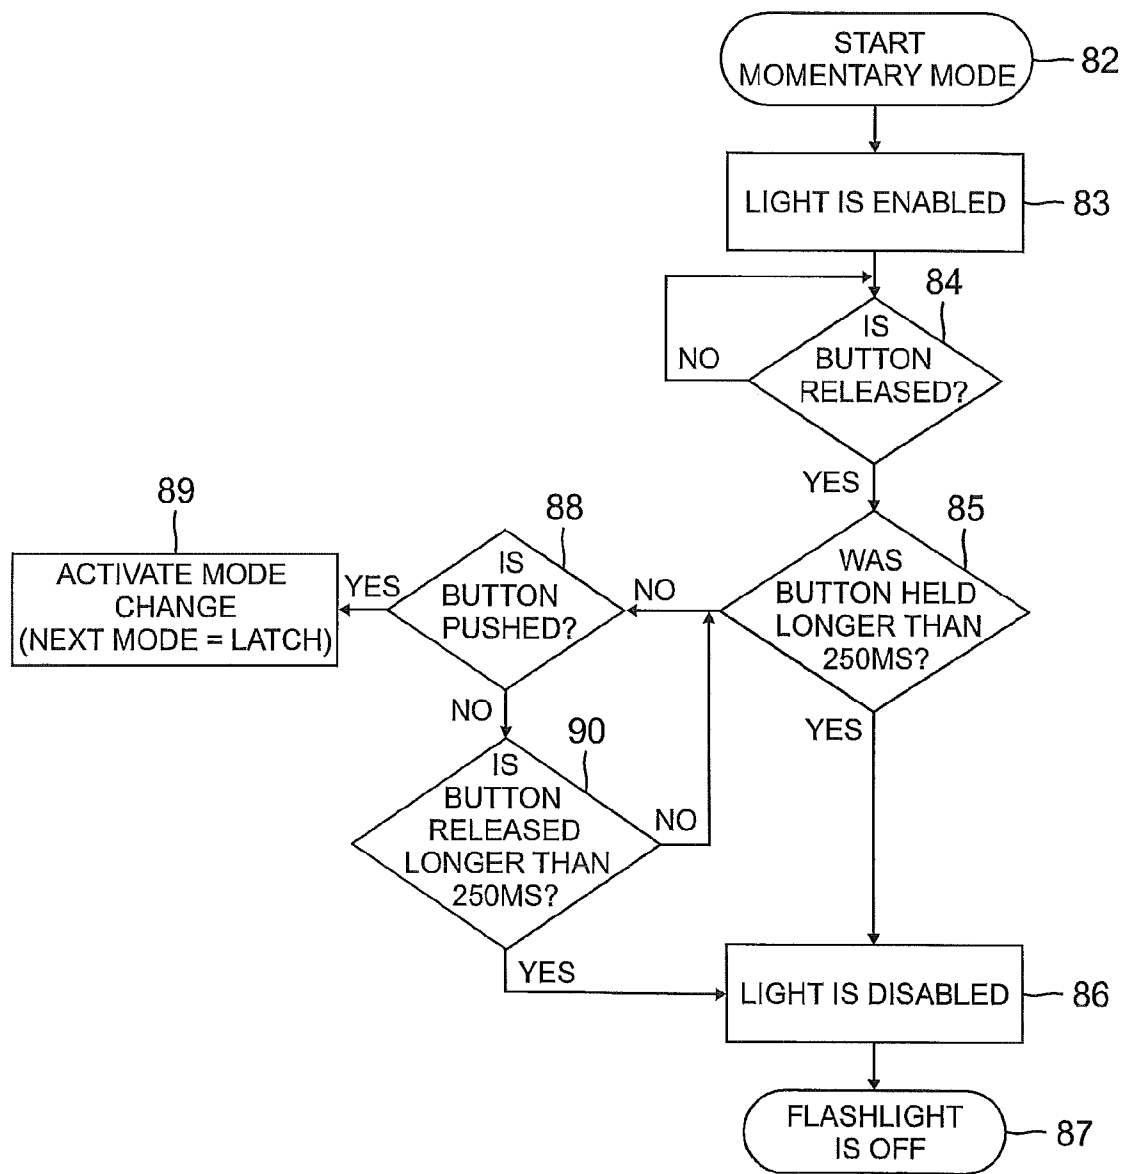 START
MOMENTARY MODE
82
LIGHT IS ENABLED
83
84
IS
BUTTON
RELEASED?
NO
YES
85
WAS
BUTTON HELD
LONGER THAN
250MS?
NO
YES
88
IS
BUTTON
PUSHED?
YES
NO
89
ACTIVATE MODE
CHANGE
(NEXT MODE = LATCH)
90
IS
BUTTON
RELEASED
LONGER THAN
250MS?
NO
YES
LIGHT IS DISABLED
86
FLASHLIGHT
IS OFF
87